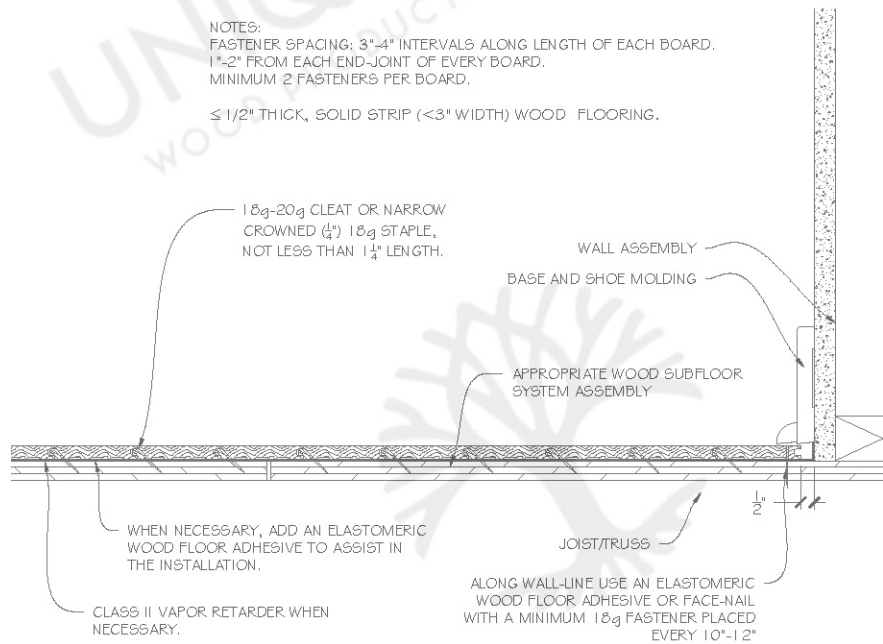 UNIQ
WOOD PRODUCT
NOTES:
FASTENER SPACING: 3"-4" INTERVALS ALONG LENGTH OF EACH BOARD.
1"-2" FROM EACH END-JOINT OF EVERY BOARD.
MINIMUM 2 FASTENERS PER BOARD.
≤ 1/2" THICK, SOLID STRIP (<3" WIDTH) WOOD FLOORING.
18g-20g CLEAT OR NARROW
CROWNED (1/4") 18g STAPLE,
NOT LESS THAN 1 1/4" LENGTH.
WALL ASSEMBLY
BASE AND SHOE MOLDING
APPROPRIATE WOOD SUBFLOOR
SYSTEM ASSEMBLY
1/2"
WHEN NECESSARY, ADD AN ELASTOMERIC
WOOD FLOOR ADHESIVE TO ASSIST IN
THE INSTALLATION.
JOIST/TRUSS
CLASS II VAPOR RETARDER WHEN
NECESSARY.
ALONG WALL-LINE USE AN ELASTOMERIC
WOOD FLOOR ADHESIVE OR FACE-NAIL
WITH A MINIMUM 18g FASTENER PLACED
EVERY 10"-12"